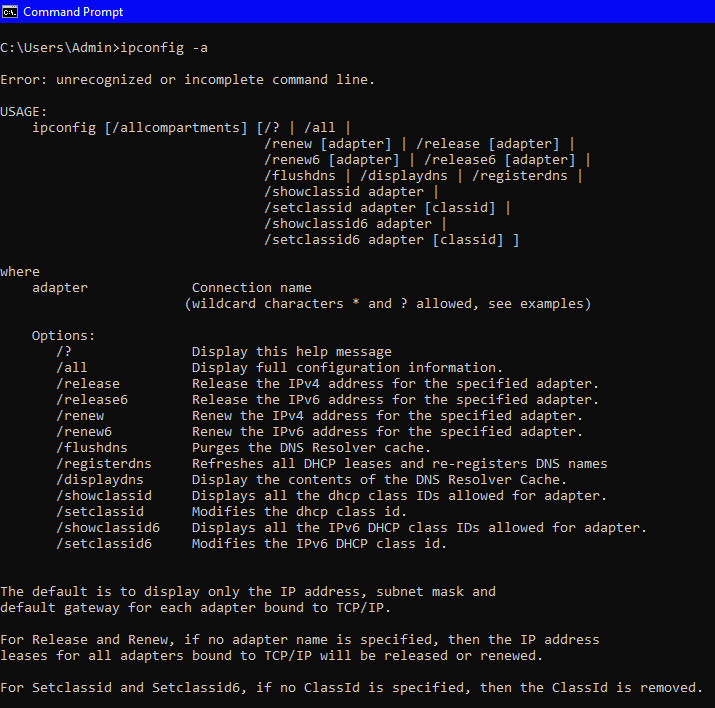 Command Prompt
C:\Users\Admin>ipconfig -a
Error: unrecognized or incomplete command line.
USAGE:
    ipconfig [/allcompartments] [/? | /all |
                                 /renew [adapter] | /release [adapter] |
                                 /renew6 [adapter] | /release6 [adapter] |
                                 /flushdns | /displaydns | /registerdns |
                                 /showclassid adapter |
                                 /setclassid adapter [classid] |
                                 /showclassid6 adapter |
                                 /setclassid6 adapter [classid] ]
where
    adapter             Connection name
                       (wildcard characters * and ? allowed, see examples)
    Options:
       /?               Display this help message
       /all             Display full configuration information.
       /release         Release the IPv4 address for the specified adapter.
       /release6        Release the IPv6 address for the specified adapter.
       /renew           Renew the IPv4 address for the specified adapter.
       /renew6          Renew the IPv6 address for the specified adapter.
       /flushdns        Purges the DNS Resolver cache.
       /registerdns     Refreshes all DHCP leases and re-registers DNS names
       /displaydns      Display the contents of the DNS Resolver Cache.
       /showclassid     Displays all the dhcp class IDs allowed for adapter.
       /setclassid      Modifies the dhcp class id.
       /showclassid6    Displays all the IPv6 DHCP class IDs allowed for adapter.
       /setclassid6     Modifies the IPv6 DHCP class id.
The default is to display only the IP address, subnet mask and
default gateway for each adapter bound to TCP/IP.
For Release and Renew, if no adapter name is specified, then the IP address
leases for all adapters bound to TCP/IP will be released or renewed.
For Setclassid and Setclassid6, if no ClassId is specified, then the ClassId is removed.